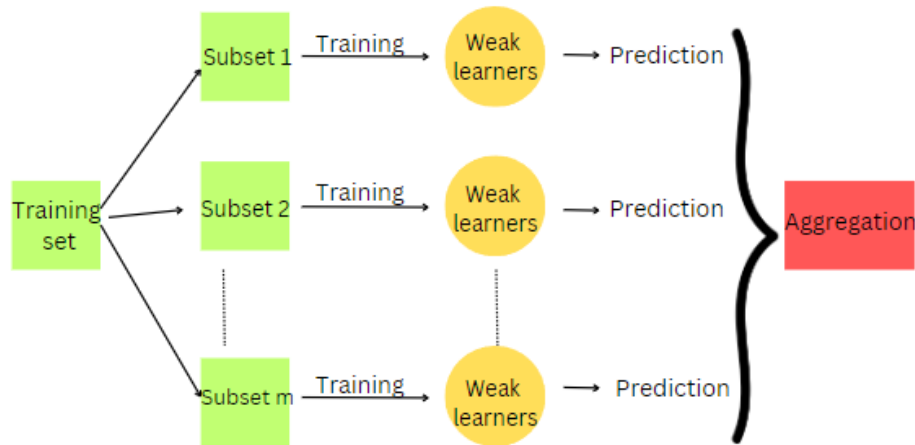 Subset 1
Training
Weak
learners
Prediction
Training
set
Subset 2
Training
Weak
learners
Prediction
Aggregation
Subset m
Training
Weak
learners
Prediction